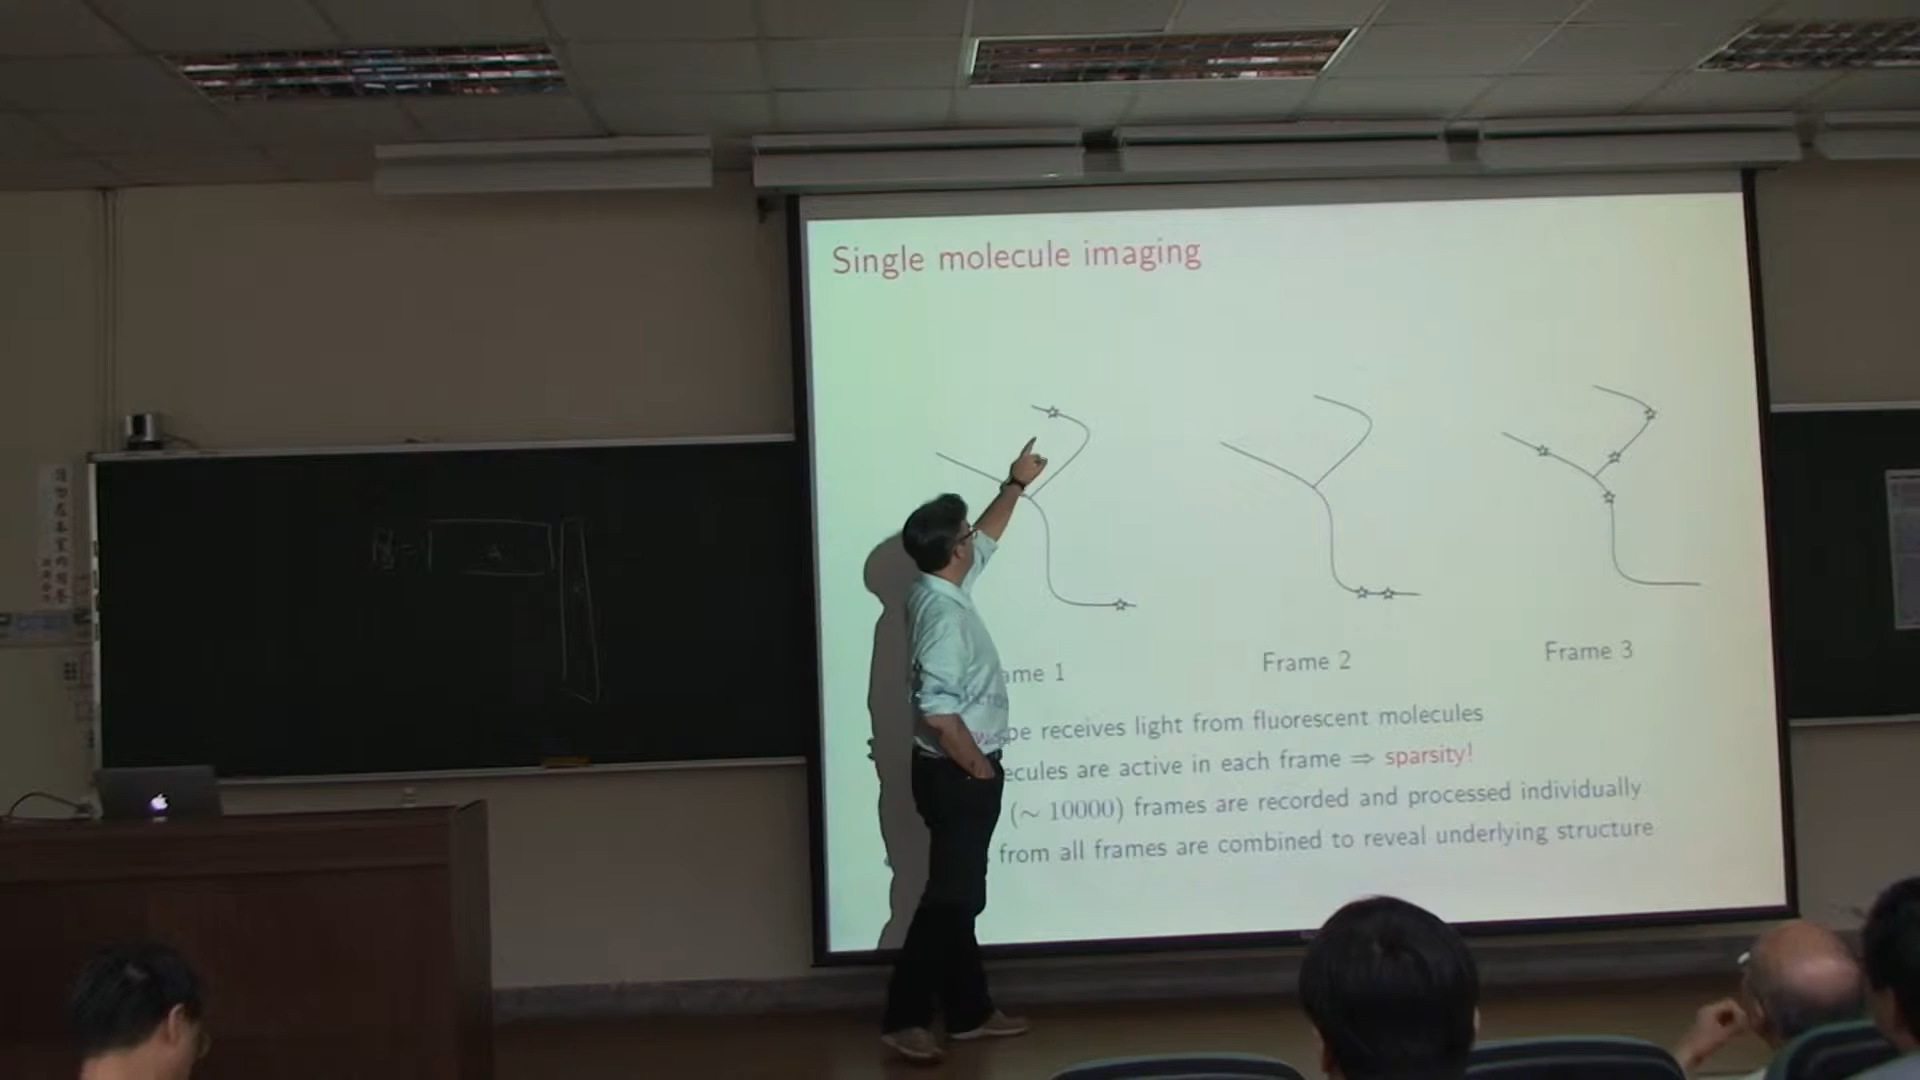 Single molecule imaging
ame 1
Frame 2
Frame 3
pe receives light from fluorescent molecules
ecules are active in each frame ⇒ sparsity!
(∼ 10000) frames are recorded and processed individually
from all frames are combined to reveal underlying structure